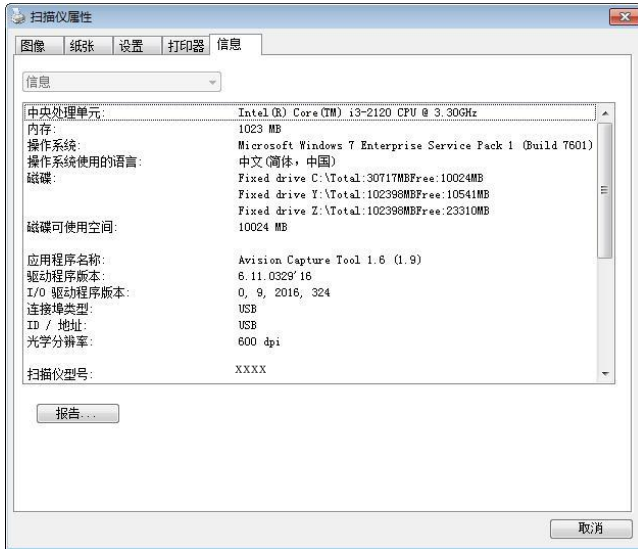 扫描仪属性
图像 纸张 设置 打印器 信息
信息
中央处理单元: Intel(R) Core(TM) i3-2120 CPU @ 3.30GHz
内存: 1023 MB
操作系统: Microsoft Windows 7 Enterprise Service Pack 1 (Build 7601)
操作系统使用的语言: 中文(简体，中国)
磁碟: Fixed drive C:\Total:30717MBFree:10024MB
Fixed drive Y:\Total:102398MBFree:10541MB
Fixed drive Z:\Total:102398MBFree:23310MB
磁碟可使用空间: 10024 MB
应用程序名称: Avision Capture Tool 1.6 (1.9)
驱动程序版本: 6.11.0329'16
I/O 驱动程序版本: 0, 9, 2016, 324
连接埠类型: USB
ID / 地址: USB
光学分辨率: 600 dpi
扫描仪型号: XXXX
报告...
取消